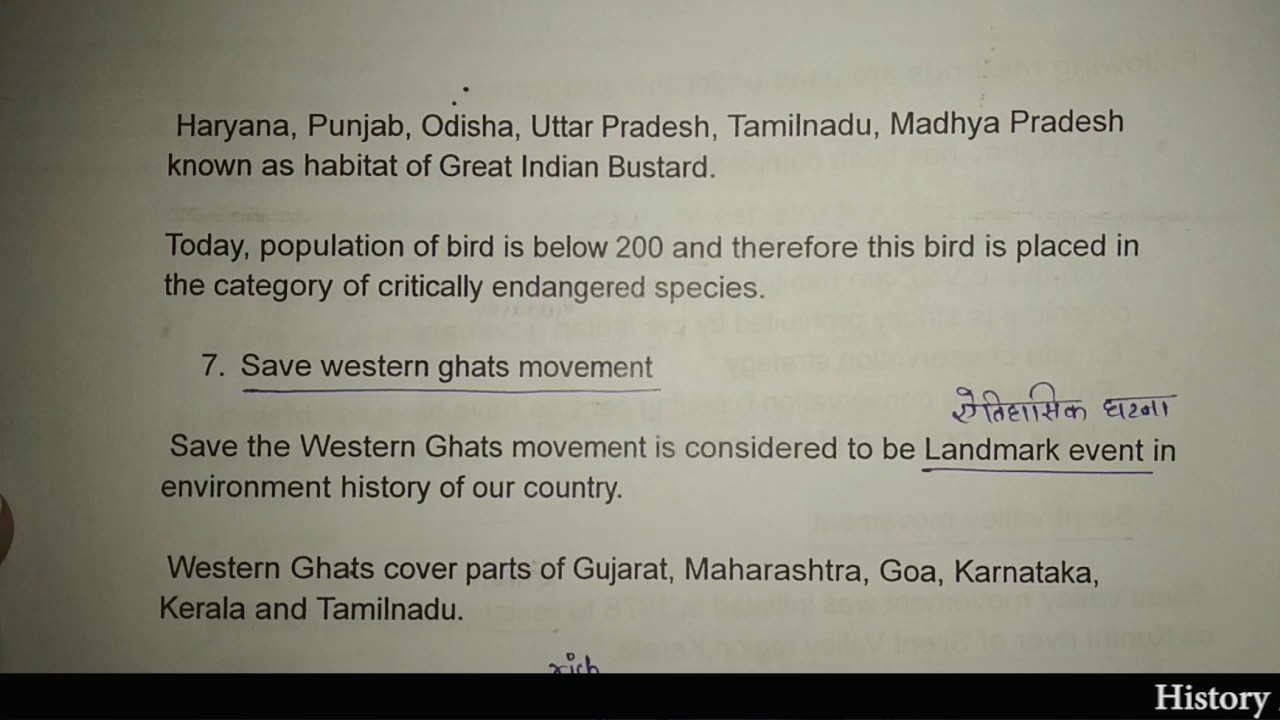 Haryana, Punjab, Odisha, Uttar Pradesh, Tamilnadu, Madhya Pradesh
known as habitat of Great Indian Bustard.
Today, population of bird is below 200 and therefore this bird is placed in
the category of critically endangered species.
7. Save western ghats movement
ऐतिहासिक घटना
Save the Western Ghats movement is considered to be Landmark event in
environment history of our country.
Western Ghats cover parts of Gujarat, Maharashtra, Goa, Karnataka,
Kerala and Tamilnadu.
rich
History